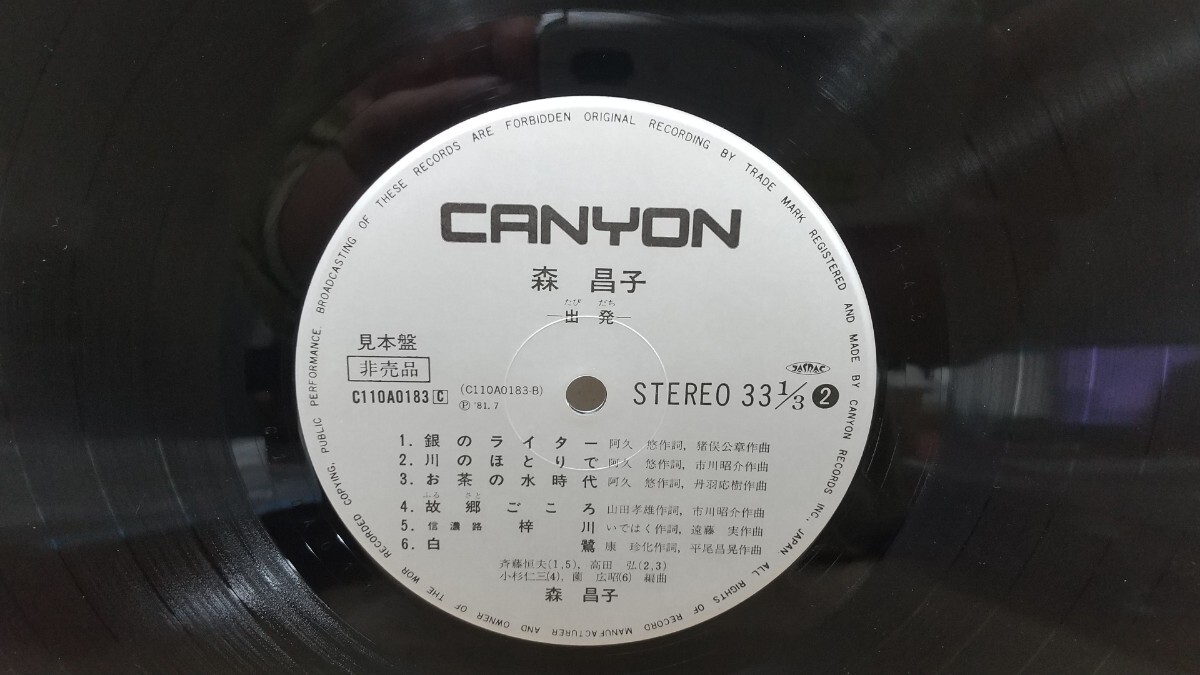 BROADCASTING OF THESE RECORDS ARE FORBIDDEN ORIGINAL RECORDING BY TRADE MARK REGISTERED AND MADE BY CANYON RECORDS INC., JAPAN ALL RIGHTS OF RECORD MANUFACTURER AND OWNER OF THE WOR RECORDED COPYING, PUBLIC PERFORMANCE.
CANYON
森 昌子
たび だち
—出 発—
見本盤
非売品
C110A0183 C
(C110A0183-B)
Ⓟ '81.7
STEREO 33 1/3 2
JASRAC
1. 銀のライター 阿久 悠作詞, 猪俣公章作曲
2. 川のほとりで 阿久 悠作詞, 市川昭介作曲
3. お茶の水時代 阿久 悠作詞, 丹羽応樹作曲
ふる さと
4. 故郷ごころ 山田孝雄作詞, 市川昭介作曲
5. 信濃路 梓川 いではく作詞, 遠藤 実作曲
6. 白鷺 康 珍化作詞, 平尾昌晃作曲
斉藤恒夫(1,5), 高田 弘(2,3)
小杉仁三(4), 薗 広昭(6) 編曲
森 昌子